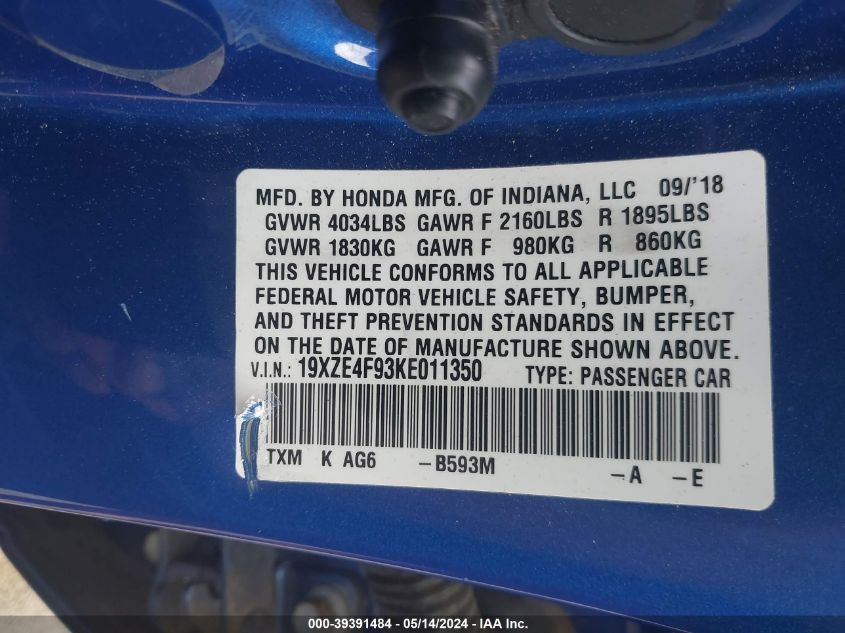 MFD. BY HONDA MFG. OF INDIANA, LLC 09/'18
GVWR 4034LBS GAWR F 2160LBS R 1895LBS
GVWR 1830KG GAWR F 980KG R 860KG
THIS VEHICLE CONFORMS TO ALL APPLICABLE
FEDERAL MOTOR VEHICLE SAFETY, BUMPER,
AND THEFT PREVENTION STANDARDS IN EFFECT
ON THE DATE OF MANUFACTURE SHOWN ABOVE.
V.I.N.: 19XZE4F93KE011350 TYPE: PASSENGER CAR
TXM K AG6 -B593M -A -E
000-39391484 - 05/14/2024 - IAA Inc.